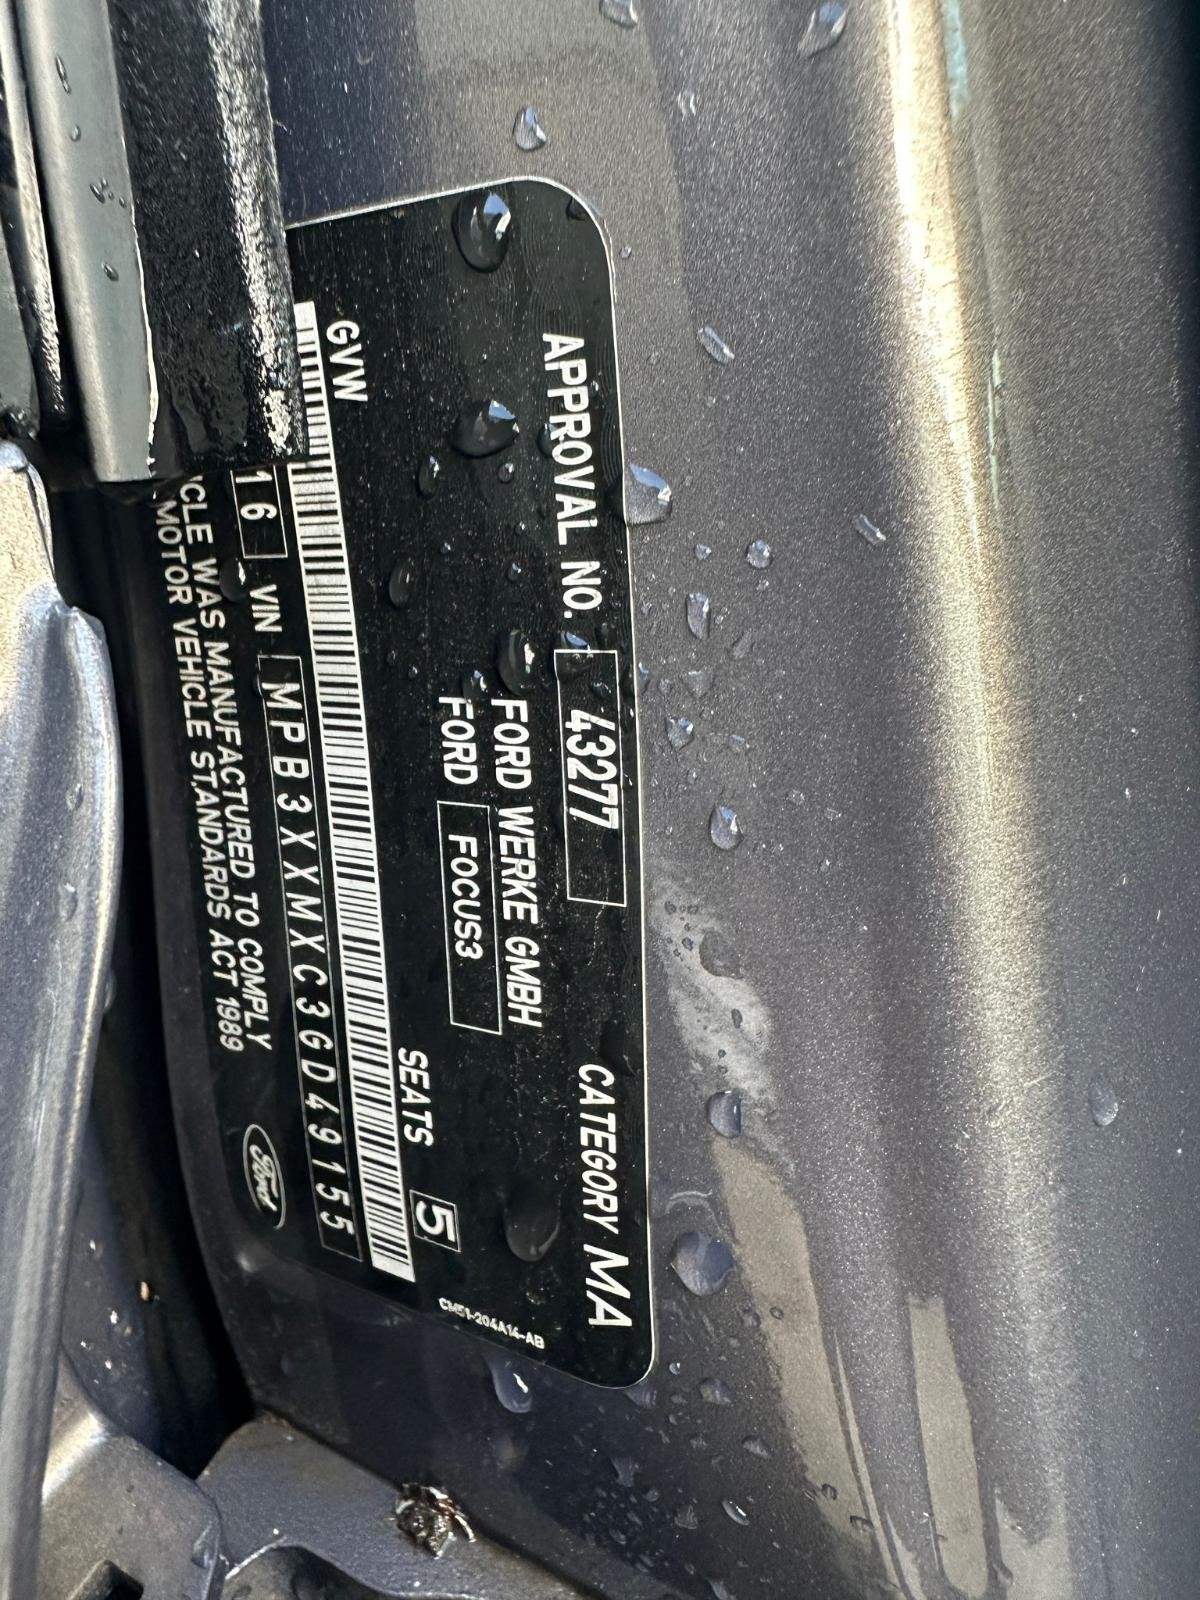 APPROVAL NO. 43277 CATEGORY MA
FORD WERKE GMBH
FORD FOCUS3
GVW SEATS 5
CM51-204A14-AB
16 VIN MPB3XXMXC3GD49155
WAS MANUFACTURED TO COMPLY
MOTOR VEHICLE STANDARDS ACT 1989
Ford